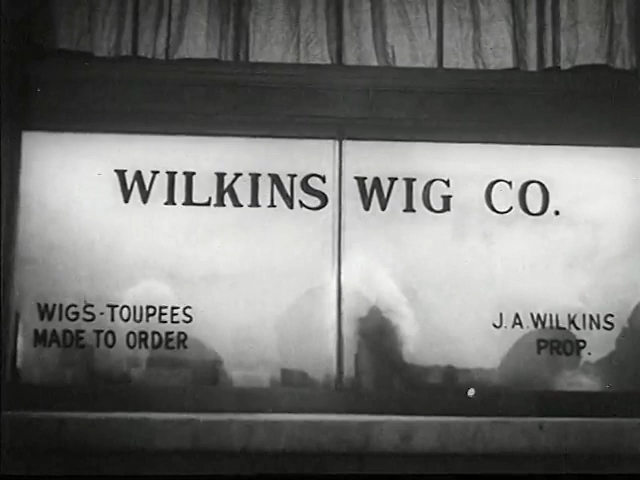 WILKINS WIG CO.
WIGS-TOUPEES
MADE TO ORDER
J.A.WILKINS
PROP.